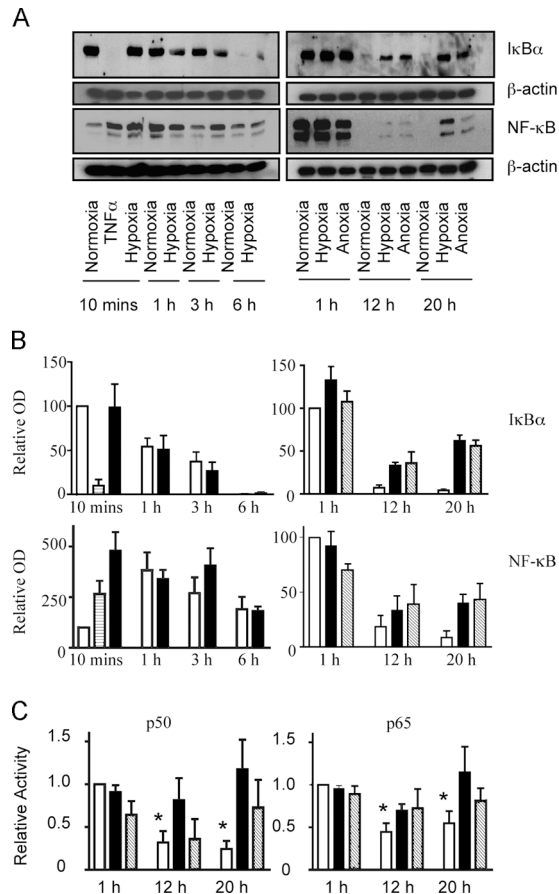 A
IκBα
β-actin
NF-κB
β-actin
Normoxia TNFα Hypoxia Normoxia Hypoxia Normoxia Hypoxia Normoxia Hypoxia Normoxia Hypoxia Anoxia Normoxia Hypoxia Anoxia Normoxia Hypoxia Anoxia
10 mins 1 h 3 h 6 h 1 h 12 h 20 h
B
150 150
100 100
50 50
0 0
Relative OD
10 mins 1 h 3 h 6 h 1 h 12 h 20 h
IκBα
500 100
250 50
0 0
Relative OD
10 mins 1 h 3 h 6 h 1 h 12 h 20 h
NF-κB
C
p50 p65
1.5 1.5
1.0 1.0
0.5 0.5
0 0
Relative Activity
* * * *
1 h 12 h 20 h 1 h 12 h 20 h